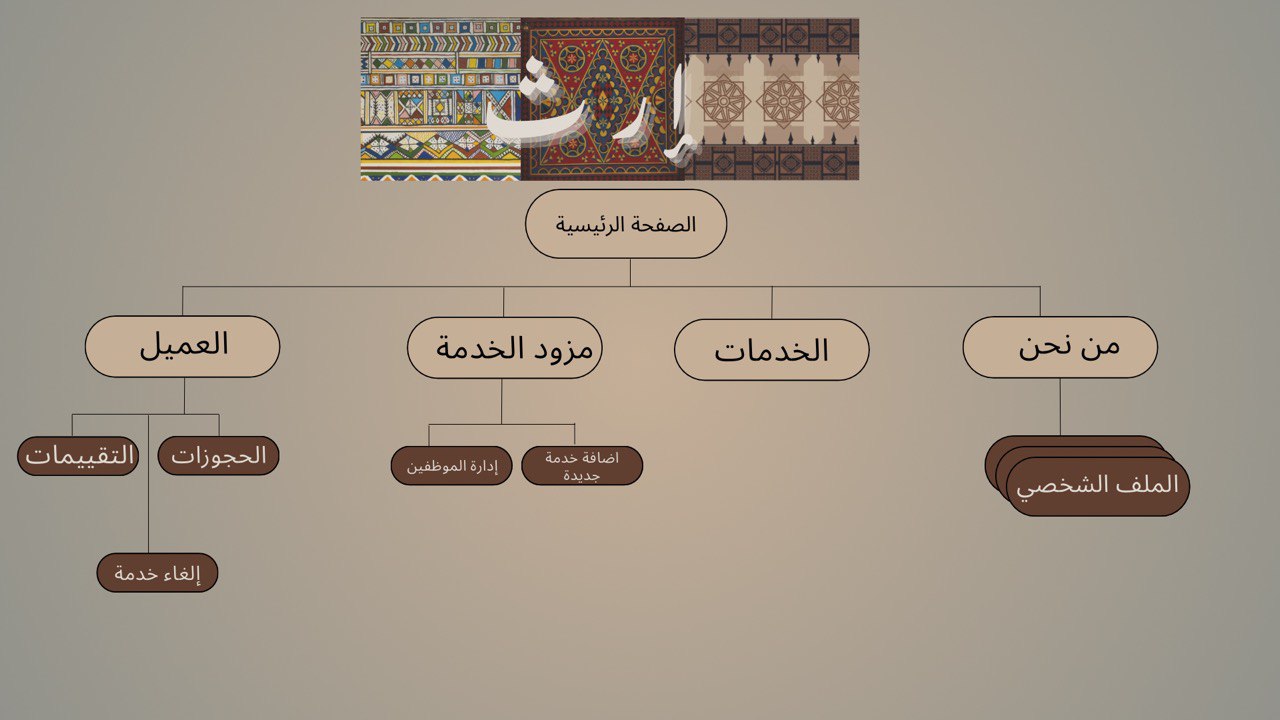 إرث
الصفحة الرئيسية
من نحن
الخدمات
مزود الخدمة
العميل
الملف الشخصي
اضافة خدمة
جديدة
إدارة الموظفين
الحجوزات
التقييمات
إلغاء خدمة